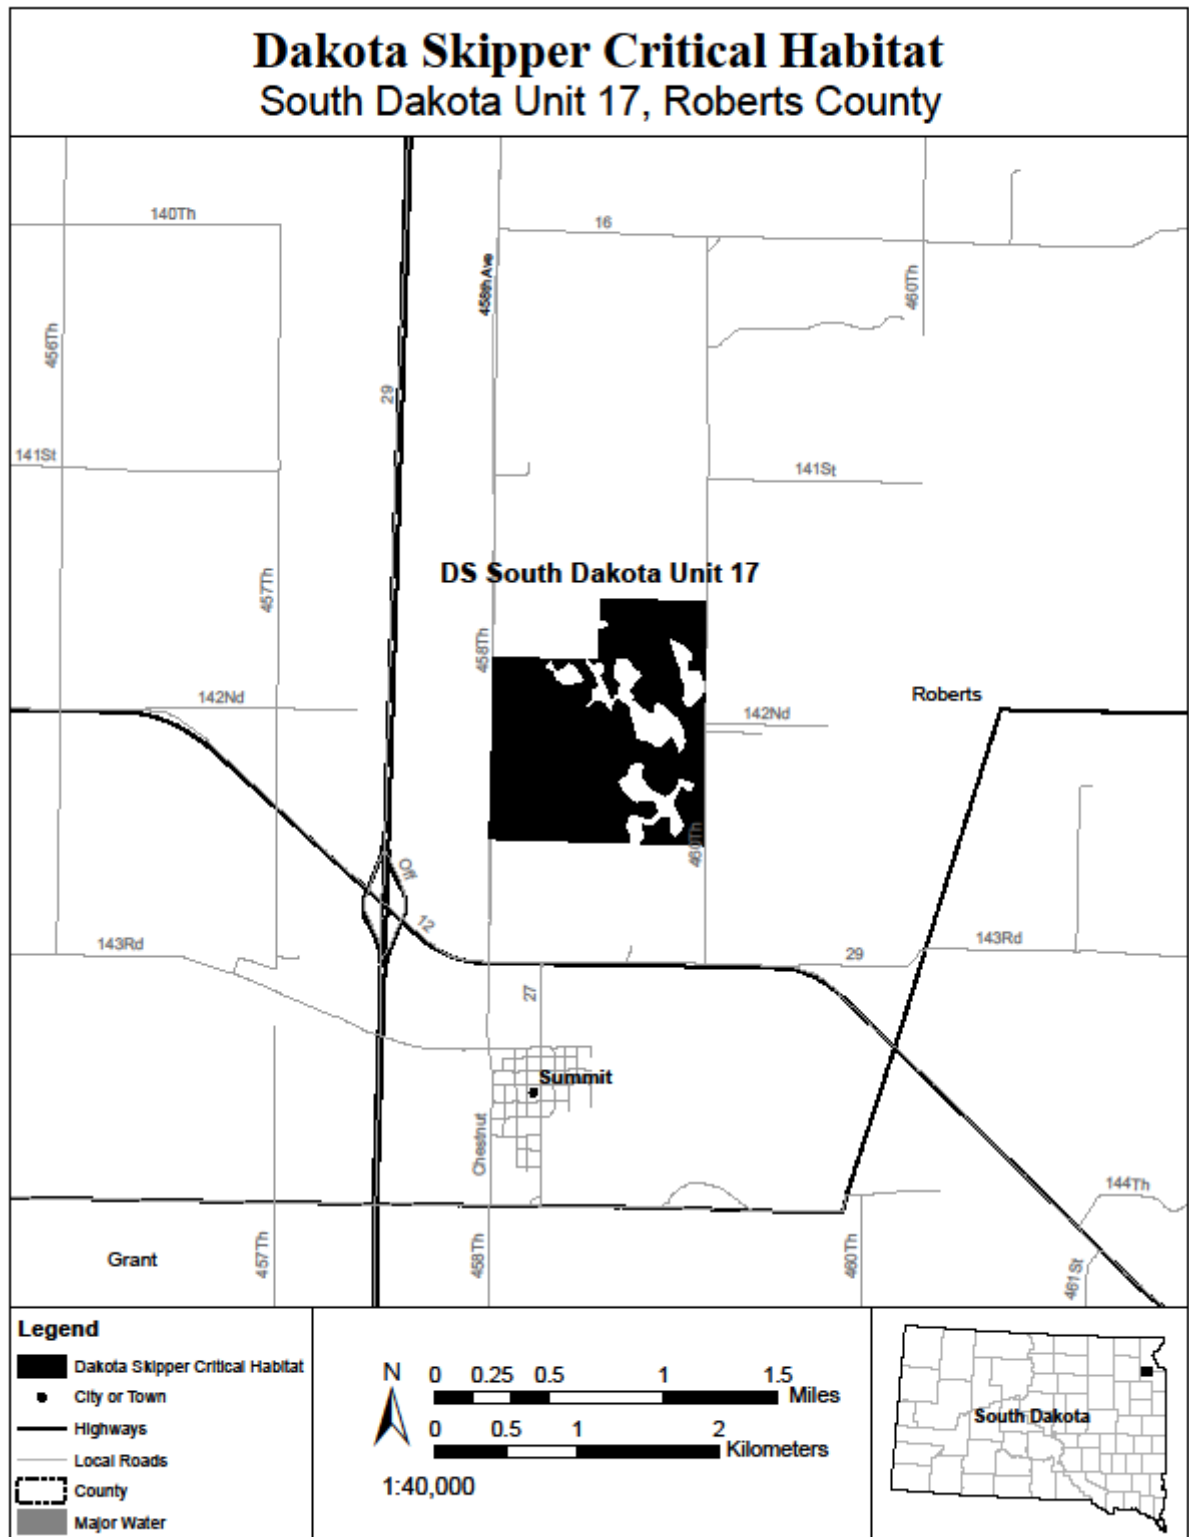 Dakota Skipper Critical Habitat
South Dakota Unit 17, Roberts County
140Th
16
458th Ave
460Th
456Th
29
141St
141St
DS South Dakota Unit 17
457Th
458Th
142Nd
Roberts
142Nd
460Th
Off
12
143Rd
29
143Rd
27
Summit
Chestnut
144Th
Grant
457Th
458Th
460Th
461St
Legend
Dakota Skipper Critical Habitat
City or Town
Highways
Local Roads
County
Major Water
N
0 0.25 0.5 1 1.5
Miles
0 0.5 1 2
Kilometers
1:40,000
South Dakota